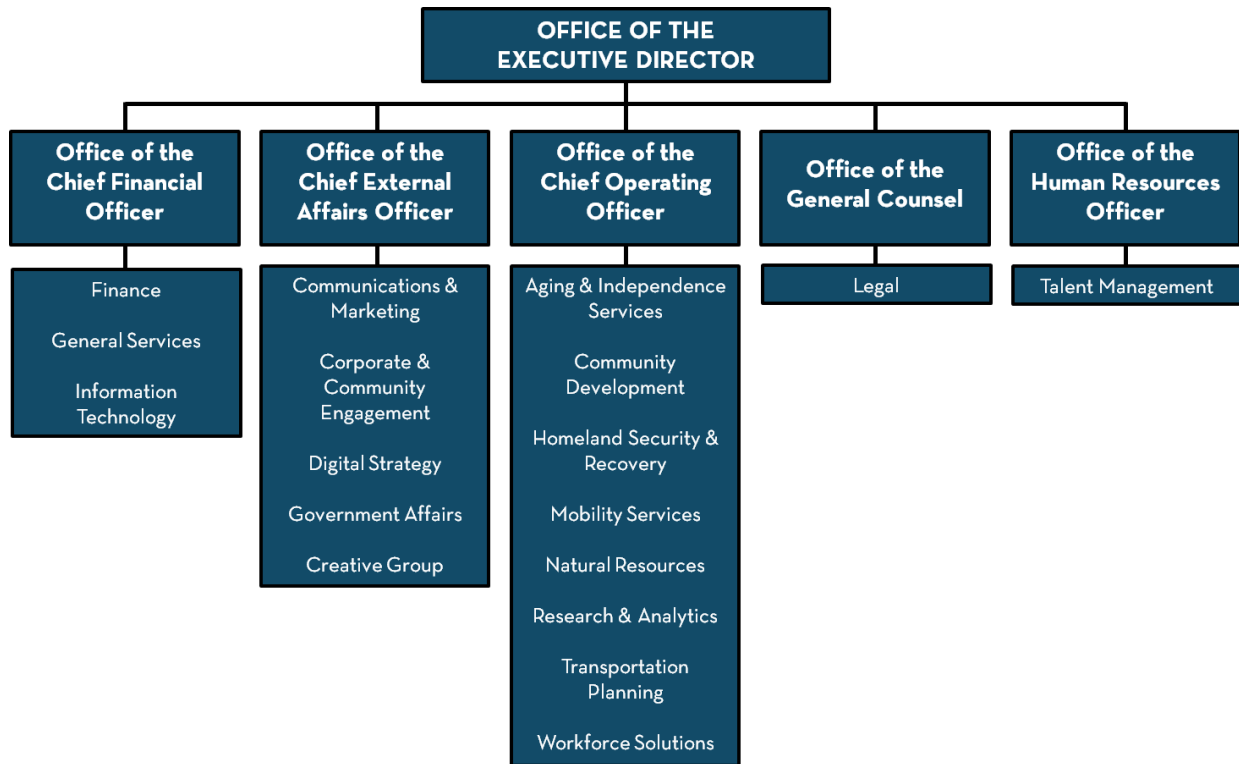 OFFICE OF THE
EXECUTIVE DIRECTOR
Office of the
Chief Financial
Officer
Finance
General Services
Information
Technology
Office of the
Chief External
Affairs Officer
Communications &
Marketing
Corporate &
Community
Engagement
Digital Strategy
Government Affairs
Creative Group
Office of the
Chief Operating
Officer
Aging & Independence
Services
Community
Development
Homeland Security &
Recovery
Mobility Services
Natural Resources
Research & Analytics
Transportation
Planning
Workforce Solutions
Office of the
General Counsel
Legal
Office of the
Human Resources
Officer
Talent Management